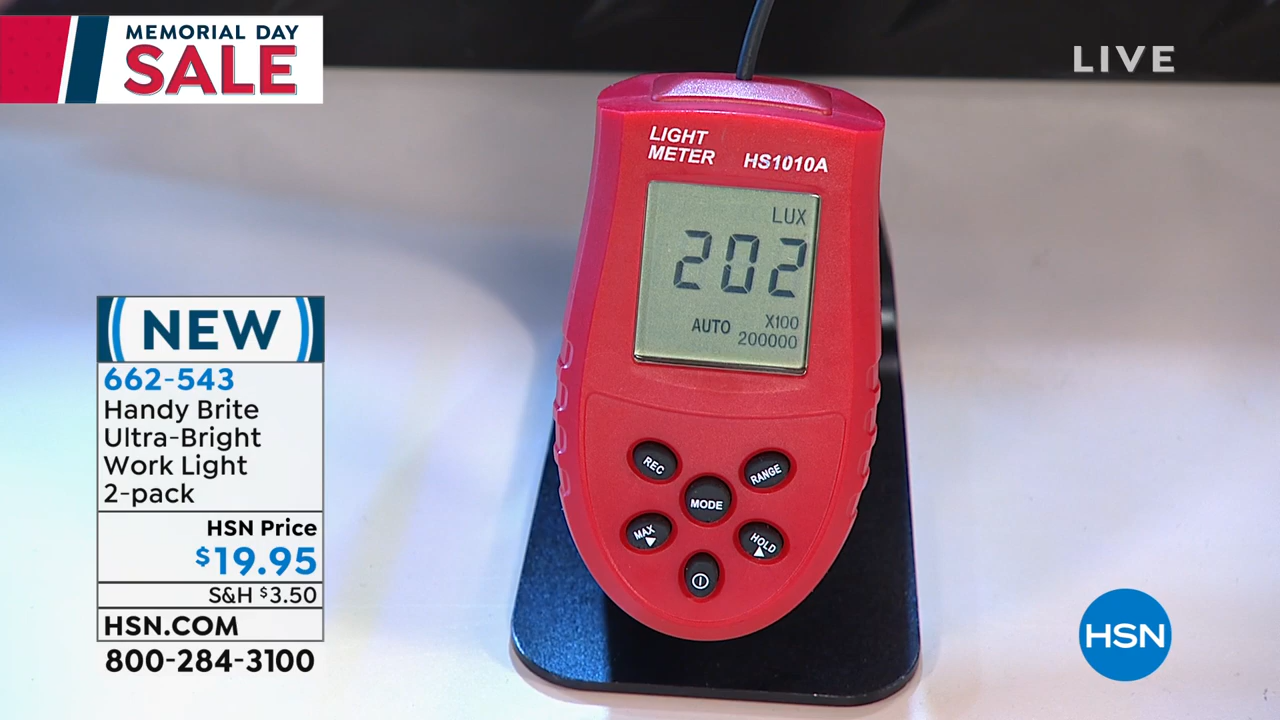 MEMORIAL DAY
SALE
LIVE
LIGHT
METER HS1010A
LUX
202
AUTO X100
200000
REC
RANGE
MODE
MAX
HOLD
NEW
662-543
Handy Brite
Ultra-Bright
Work Light
2-pack
HSN Price
$19.95
S&H $3.50
HSN.COM
800-284-3100
HSN